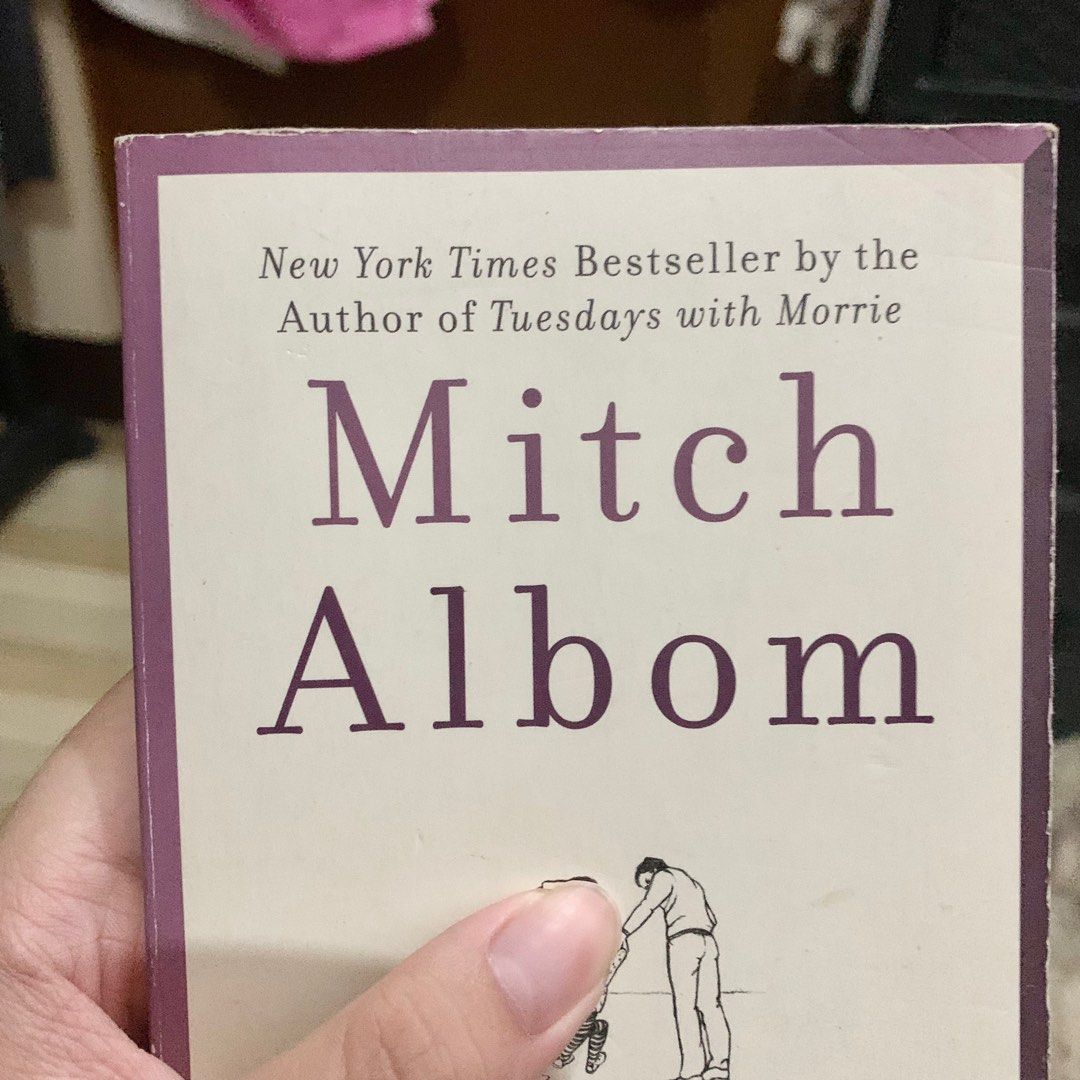 New York Times Bestseller by the
Author of Tuesdays with Morrie
Mitch
Albom